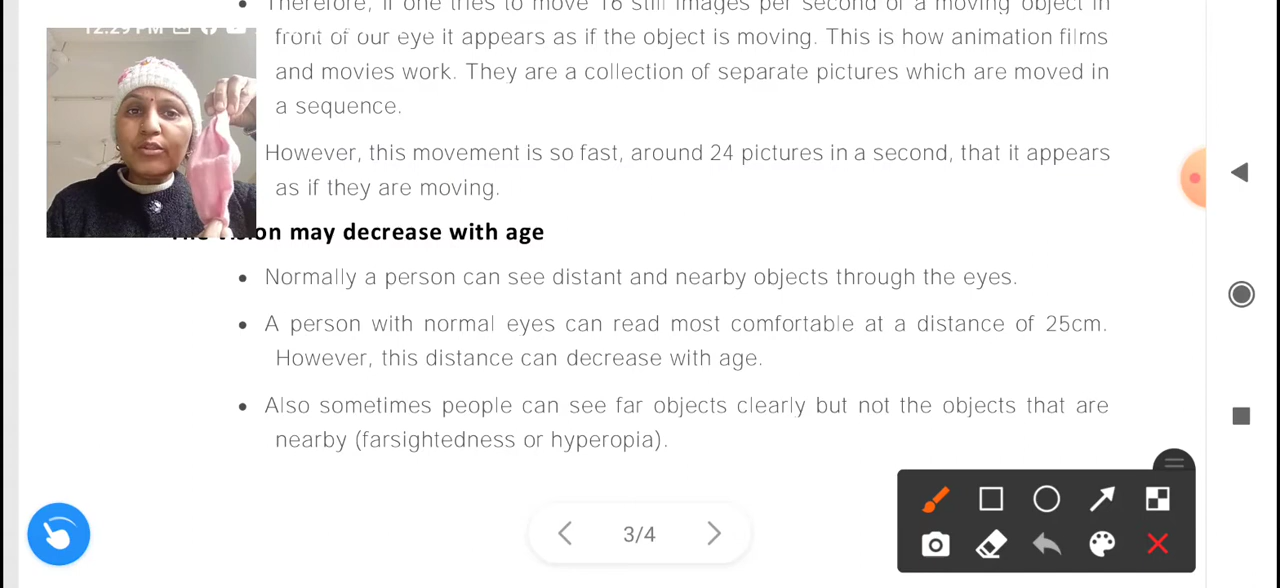 • Therefore, if one tries to move 16 still images per second of a moving object in
12:29 PM
front of our eye it appears as if the object is moving. This is how animation films
and movies work. They are a collection of separate pictures which are moved in
a sequence.
However, this movement is so fast, around 24 pictures in a second, that it appears
as if they are moving.
vision may decrease with age
• Normally a person can see distant and nearby objects through the eyes.
• A person with normal eyes can read most comfortable at a distance of 25cm.
However, this distance can decrease with age.
• Also sometimes people can see far objects clearly but not the objects that are
nearby (farsightedness or hyperopia).
3/4